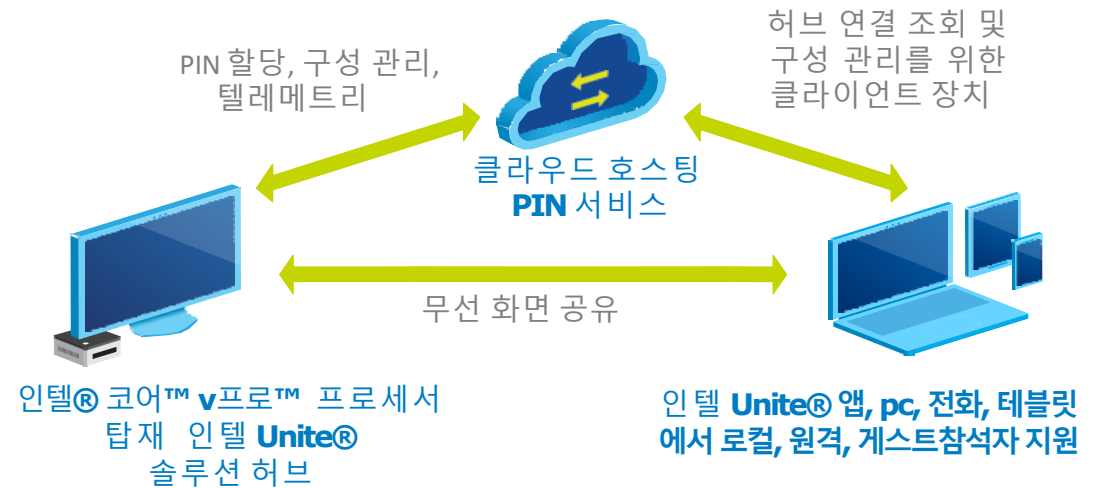 PIN 할당, 구성 관리,
텔레메트리
허브 연결 조회 및
구성 관리를 위한
클라이언트 장치
클라우드 호스팅
PIN 서비스
무선 화면 공유
인텔® 코어™ v프로™ 프로세서
탑재 인텔 Unite®
솔루션 허브
인텔 Unite® 앱, pc, 전화, 테블릿
에서 로컬, 원격, 게스트참석자 지원